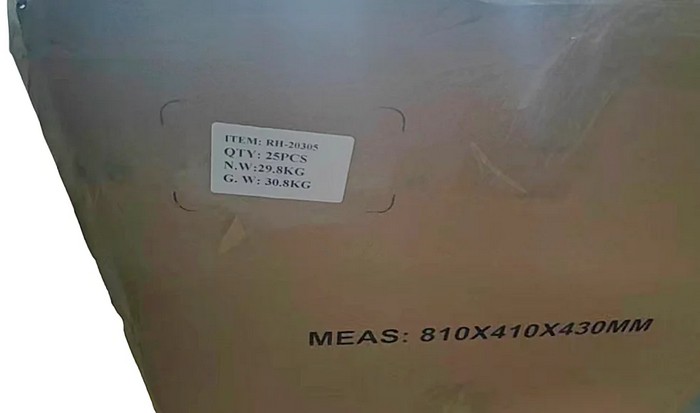 ITEM: RH-20305
QTY: 25PCS
N.W:29.8KG
G. W: 30.8KG
MEAS: 810X410X430MM